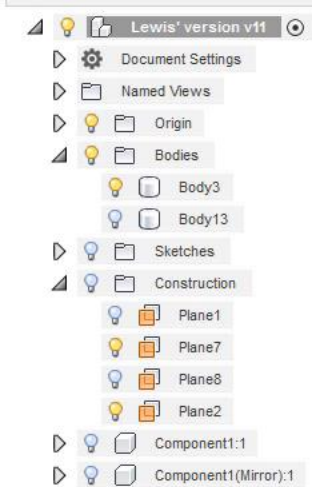 Lewis' version v11
Document Settings
Named Views
Origin
Bodies
Body3
Body13
Sketches
Construction
Plane1
Plane7
Plane8
Plane2
Component1:1
Component1(Mirror):1